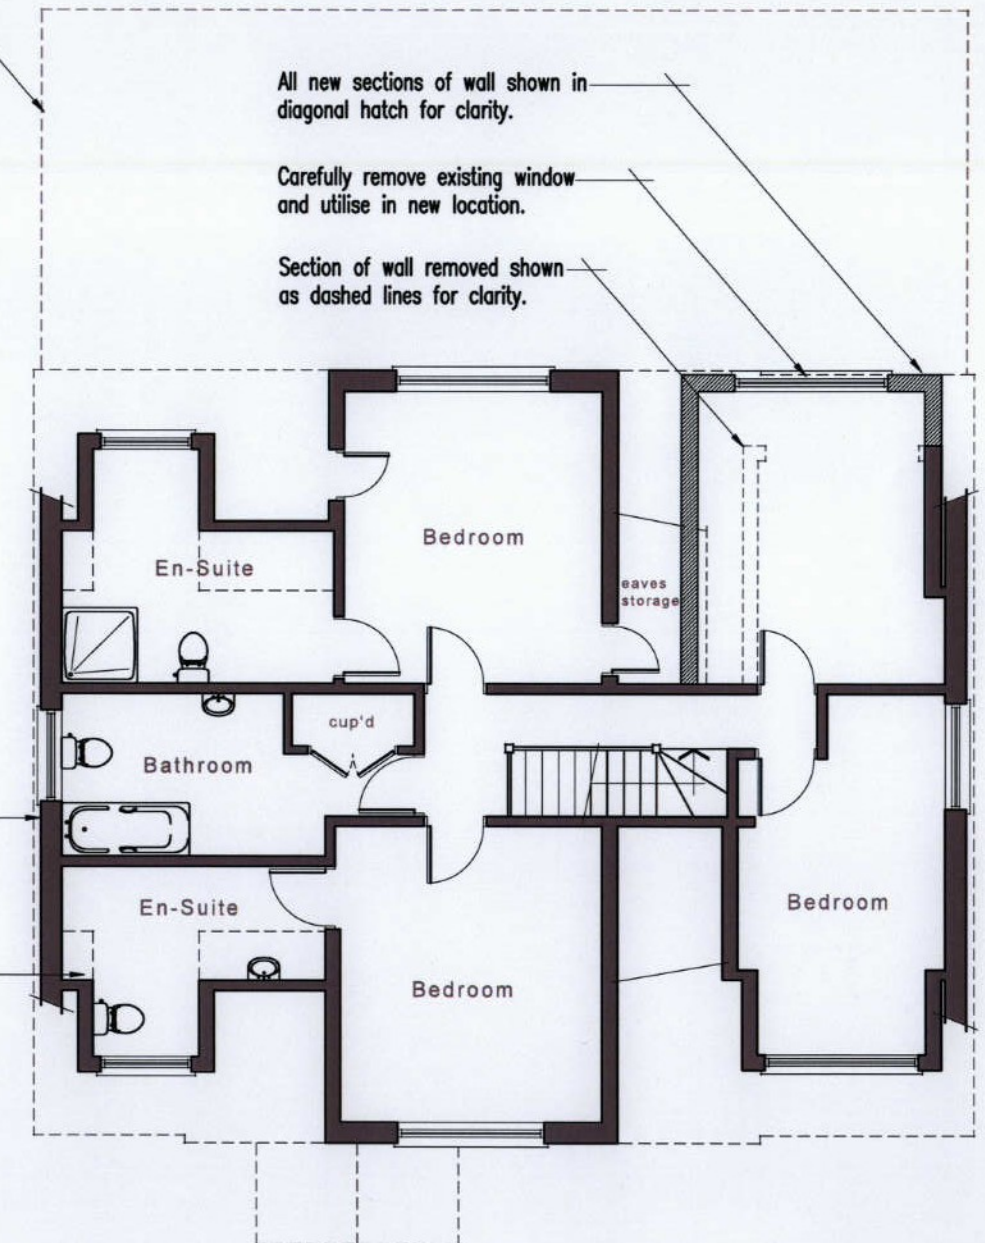 All new sections of wall shown in
diagonal hatch for clarity.
Carefully remove existing window
and utilise in new location.
Section of wall removed shown
as dashed lines for clarity.
Bedroom
En-Suite
eaves
storage
cup'd
Bathroom
En-Suite
Bedroom
Bedroom